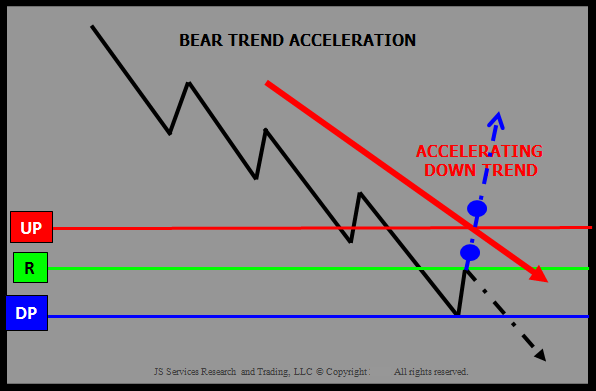 BEAR TREND ACCELERATION
ACCELERATING
DOWN TREND
UP
R
DP
JS Services Research and Trading, LLC © Copyright All rights reserved.